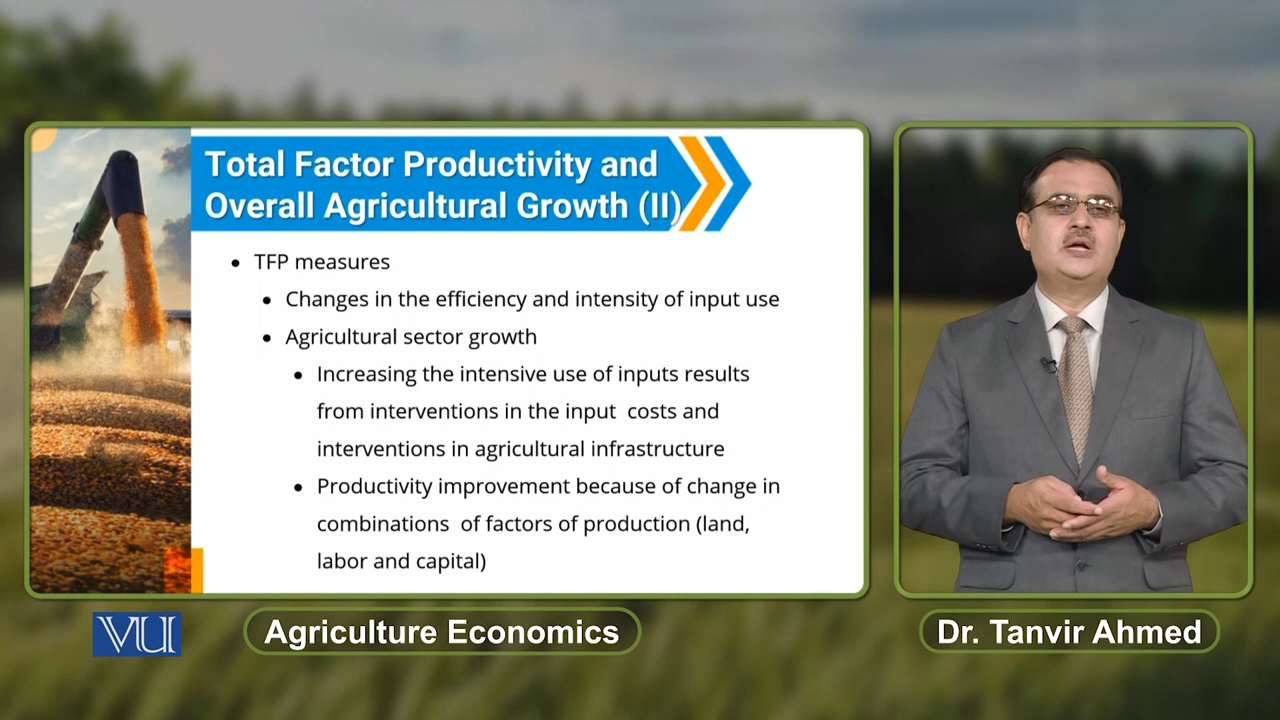 Total Factor Productivity and
Overall Agricultural Growth (II)
• TFP measures
• Changes in the efficiency and intensity of input use
• Agricultural sector growth
• Increasing the intensive use of inputs results
from interventions in the input costs and
interventions in agricultural infrastructure
• Productivity improvement because of change in
combinations of factors of production (land,
labor and capital)
VU
Agriculture Economics
Dr. Tanvir Ahmed